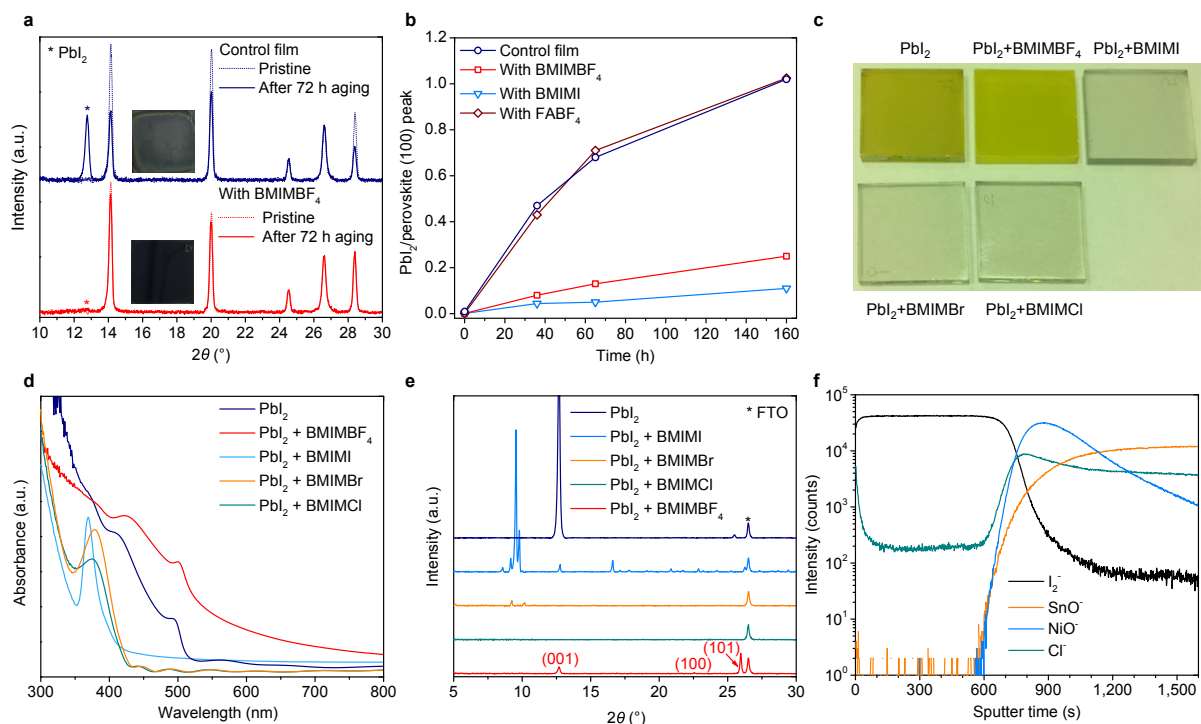 a
* PbI2
Control film
Pristine
After 72 h aging
*
With BMIMBF4
Pristine
After 72 h aging
*
Intensity (a.u.)
10 12 14 16 18 20 22 24 26 28 30
2θ (°)
b
Control film
With BMIMBF4
With BMIMI
With FABF4
PbI2/perovskite (100) peak
1.2
1.0
0.8
0.6
0.4
0.2
0.0
0 20 40 60 80 100 120 140 160
Time (h)
c
PbI2 PbI2+BMIMBF4 PbI2+BMIMI
PbI2+BMIMBr PbI2+BMIMCl
d
PbI2
PbI2 + BMIMBF4
PbI2 + BMIMI
PbI2 + BMIMBr
PbI2 + BMIMCl
Absorbance (a.u.)
300 400 500 600 700 800
Wavelength (nm)
e
PbI2
PbI2 + BMIMI
PbI2 + BMIMBr
PbI2 + BMIMCl
PbI2 + BMIMBF4
* FTO
*
(001)
(100)
(101)
Intensity (a.u.)
5 10 15 20 25 30
2θ (°)
f
10^5
10^4
10^3
10^2
10^1
10^0
Intensity (counts)
I2-
SnO-
NiO-
Cl-
0 300 600 900 1,200 1,500
Sputter time (s)